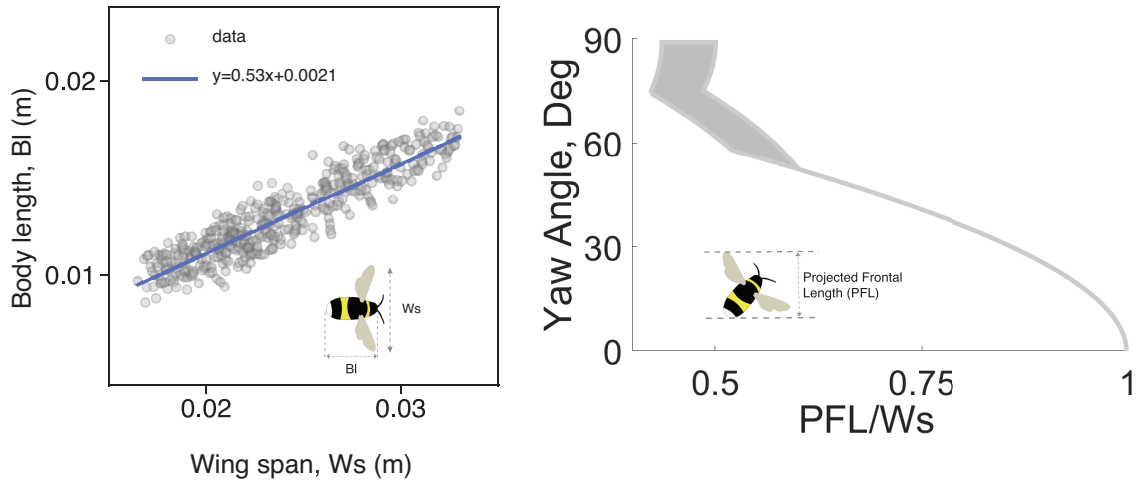 data
y=0.53x+0.0021
0.02
0.01
Body length, Bl (m)
Ws
Bl
0.02
0.03
Wing span, Ws (m)
90
60
30
0
Yaw Angle, Deg
Projected Frontal
Length (PFL)
0.5
0.75
1
PFL/Ws